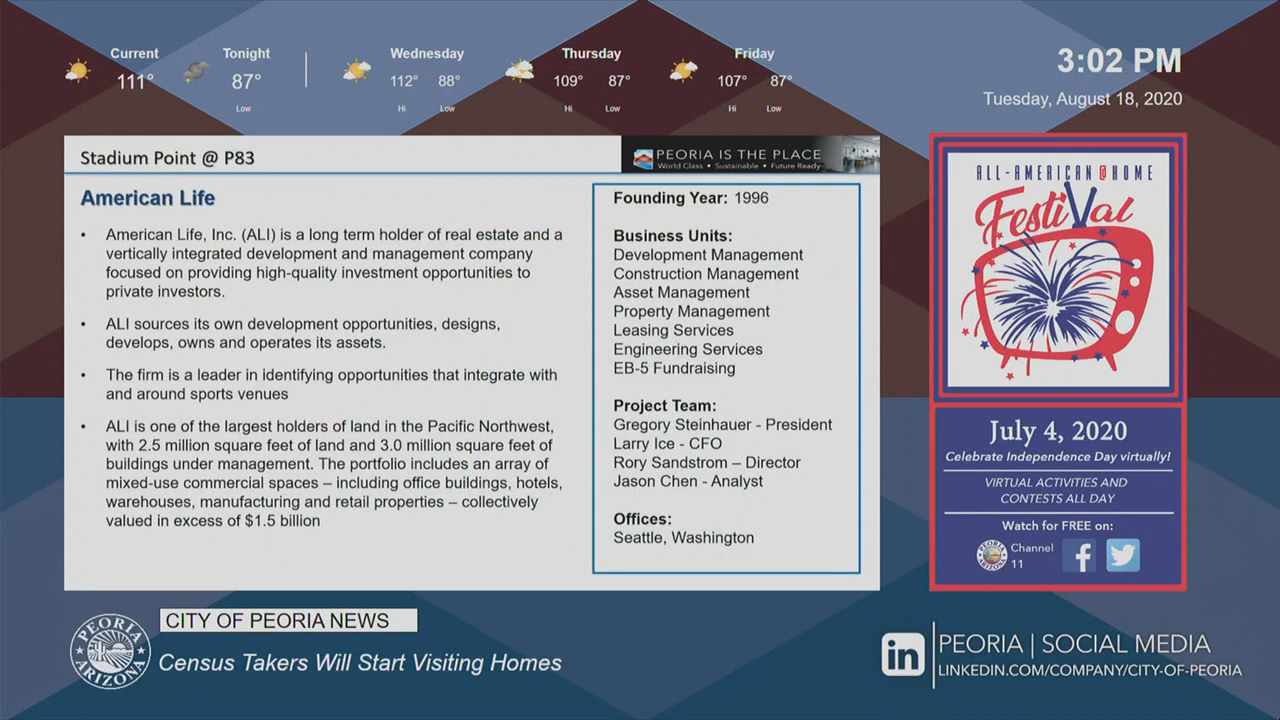 Current
111°
Tonight
87°
Low
Wednesday
112° 88°
Hi Low
Thursday
109° 87°
Hi Low
Friday
107° 87°
Hi Low
3:02 PM
Tuesday, August 18, 2020
Stadium Point @ P83
PEORIA IS THE PLACE
World Class • Sustainable • Future Ready
American Life
• American Life, Inc. (ALI) is a long term holder of real estate and a
vertically integrated development and management company
focused on providing high-quality investment opportunities to
private investors.
• ALI sources its own development opportunities, designs,
develops, owns and operates its assets.
• The firm is a leader in identifying opportunities that integrate with
and around sports venues
• ALI is one of the largest holders of land in the Pacific Northwest,
with 2.5 million square feet of land and 3.0 million square feet of
buildings under management. The portfolio includes an array of
mixed-use commercial spaces – including office buildings, hotels,
warehouses, manufacturing and retail properties – collectively
valued in excess of $1.5 billion
Founding Year: 1996
Business Units:
Development Management
Construction Management
Asset Management
Property Management
Leasing Services
Engineering Services
EB-5 Fundraising
Project Team:
Gregory Steinhauer - President
Larry Ice - CFO
Rory Sandstrom – Director
Jason Chen - Analyst
Offices:
Seattle, Washington
ALL-AMERICAN @ HOME
FestiVal
July 4, 2020
Celebrate Independence Day virtually!
VIRTUAL ACTIVITIES AND
CONTESTS ALL DAY
Watch for FREE on:
PEORIA ARIZONA
Channel
11
f
PEORIA ARIZONA
CITY OF PEORIA NEWS
Census Takers Will Start Visiting Homes
in
PEORIA | SOCIAL MEDIA
LINKEDIN.COM/COMPANY/CITY-OF-PEORIA